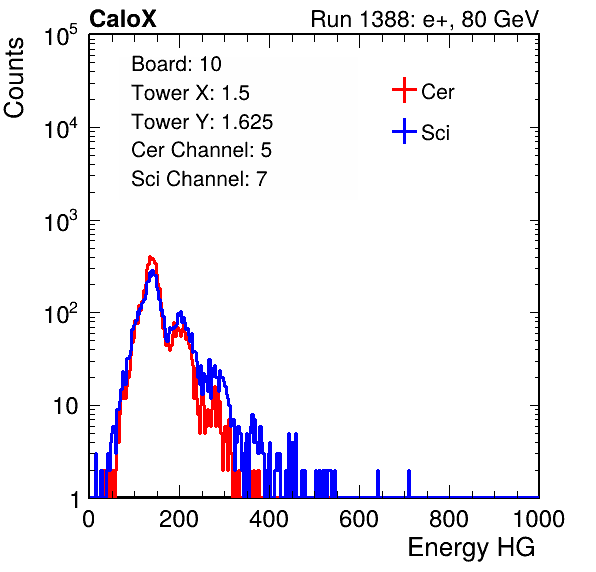 CaloX Run 1388: e+, 80 GeV
Counts
Board: 10
Tower X: 1.5
Tower Y: 1.625
Cer Channel: 5
Sci Channel: 7
Cer
Sci
10^5
10^4
10^3
10^2
10
1
0 200 400 600 800 1000
Energy HG